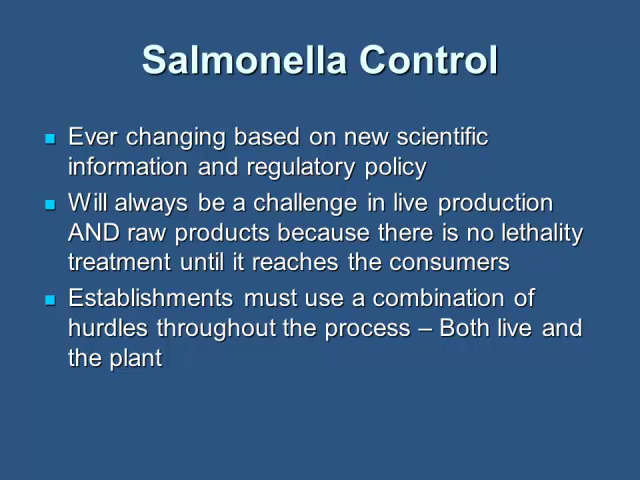 Salmonella Control
Ever changing based on new scientific
information and regulatory policy
Will always be a challenge in live production
AND raw products because there is no lethality
treatment until it reaches the consumers
Establishments must use a combination of
hurdles throughout the process – Both live and
the plant